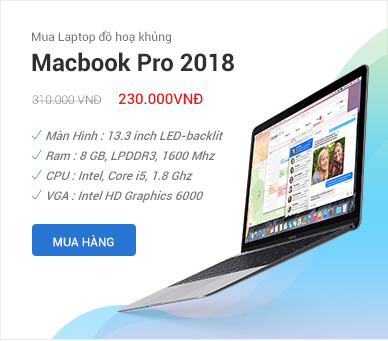 Mua Laptop đồ hoạ khủng
Macbook Pro 2018
310.000 VNĐ 230.000VNĐ
Màn Hình : 13.3 inch LED-backlit
Ram : 8 GB, LPDDR3, 1600 Mhz
CPU : Intel, Core i5, 1.8 Ghz
VGA : Intel HD Graphics 6000
MUA HÀNG